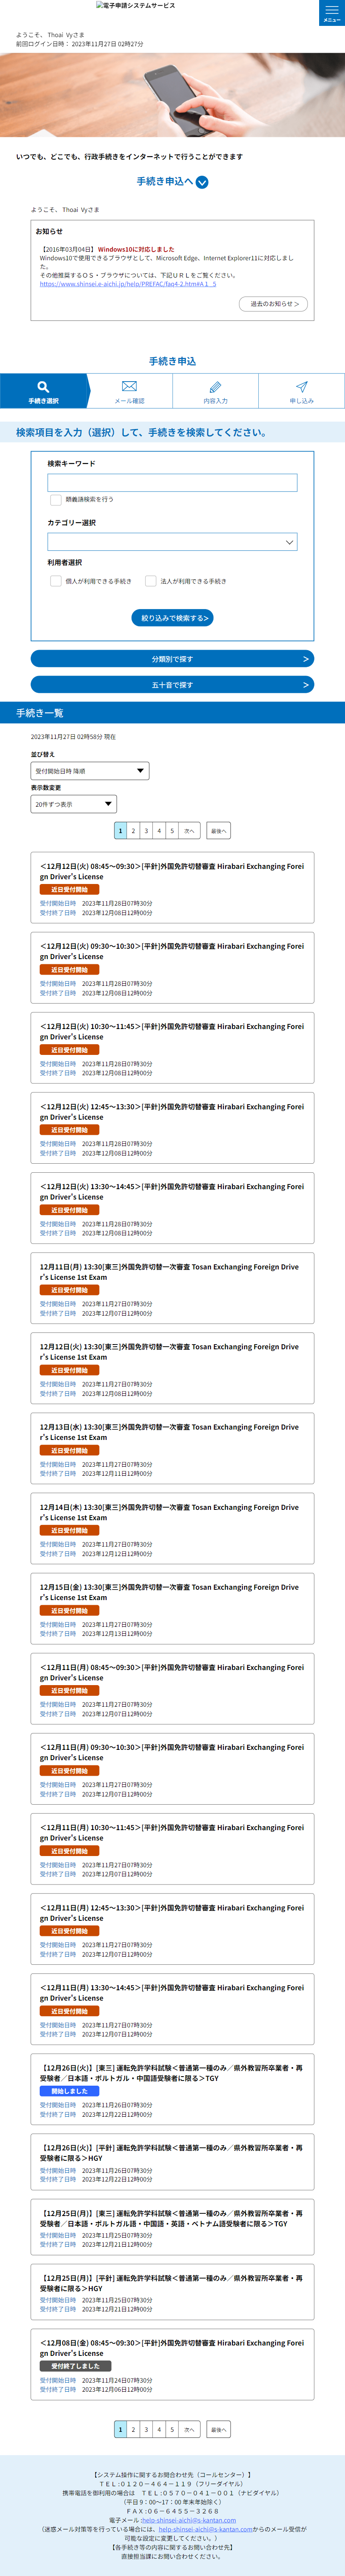 電子申請システムサービス
メニュー
ようこそ、 Thoai Vyさま
前回ログイン日時： 2023年11月27日 02時27分
いつでも、どこでも、行政手続きをインターネットで行うことができます
手続き申込へ
ようこそ、 Thoai Vyさま
お知らせ
【2016年03月04日】 Windows10に対応しました
Windows10で使用できるブラウザとして、Microsoft Edge、Internet Explorer11に対応しまし
た。
その他推奨するＯＳ・ブラウザについては、下記ＵＲＬをご覧ください。
https://www.shinsei.e-aichi.jp/help/PREFAC/faq4-2.htm#A１_5
過去のお知らせ ＞
手続き申込
手続き選択
メール確認
内容入力
申し込み
検索項目を入力（選択）して、手続きを検索してください。
検索キーワード
類義語検索を行う
カテゴリー選択
利用者選択
個人が利用できる手続き
法人が利用できる手続き
絞り込みで検索する＞
分類別で探す ＞
五十音で探す ＞
手続き一覧
2023年11月27日 02時58分 現在
並び替え
受付開始日時 降順
表示数変更
20件ずつ表示
1 2 3 4 5 次へ 最後へ
＜12月12日(火) 08:45～09:30＞[平針]外国免許切替審査 Hirabari Exchanging Forei
gn Driver's License
近日受付開始
受付開始日時 2023年11月28日07時30分
受付終了日時 2023年12月08日12時00分
＜12月12日(火) 09:30～10:30＞[平針]外国免許切替審査 Hirabari Exchanging Forei
gn Driver's License
近日受付開始
受付開始日時 2023年11月28日07時30分
受付終了日時 2023年12月08日12時00分
＜12月12日(火) 10:30～11:45＞[平針]外国免許切替審査 Hirabari Exchanging Forei
gn Driver's License
近日受付開始
受付開始日時 2023年11月28日07時30分
受付終了日時 2023年12月08日12時00分
＜12月12日(火) 12:45～13:30＞[平針]外国免許切替審査 Hirabari Exchanging Forei
gn Driver's License
近日受付開始
受付開始日時 2023年11月28日07時30分
受付終了日時 2023年12月08日12時00分
＜12月12日(火) 13:30～14:45＞[平針]外国免許切替審査 Hirabari Exchanging Forei
gn Driver's License
近日受付開始
受付開始日時 2023年11月28日07時30分
受付終了日時 2023年12月08日12時00分
12月11日(月) 13:30[東三]外国免許切替一次審査 Tosan Exchanging Foreign Drive
r's License 1st Exam
近日受付開始
受付開始日時 2023年11月27日07時30分
受付終了日時 2023年12月07日12時00分
12月12日(火) 13:30[東三]外国免許切替一次審査 Tosan Exchanging Foreign Drive
r's License 1st Exam
近日受付開始
受付開始日時 2023年11月27日07時30分
受付終了日時 2023年12月08日12時00分
12月13日(水) 13:30[東三]外国免許切替一次審査 Tosan Exchanging Foreign Drive
r's License 1st Exam
近日受付開始
受付開始日時 2023年11月27日07時30分
受付終了日時 2023年12月11日12時00分
12月14日(木) 13:30[東三]外国免許切替一次審査 Tosan Exchanging Foreign Drive
r's License 1st Exam
近日受付開始
受付開始日時 2023年11月27日07時30分
受付終了日時 2023年12月12日12時00分
12月15日(金) 13:30[東三]外国免許切替一次審査 Tosan Exchanging Foreign Drive
r's License 1st Exam
近日受付開始
受付開始日時 2023年11月27日07時30分
受付終了日時 2023年12月13日12時00分
＜12月11日(月) 08:45～09:30＞[平針]外国免許切替審査 Hirabari Exchanging Forei
gn Driver's License
近日受付開始
受付開始日時 2023年11月27日07時30分
受付終了日時 2023年12月07日12時00分
＜12月11日(月) 09:30～10:30＞[平針]外国免許切替審査 Hirabari Exchanging Forei
gn Driver's License
近日受付開始
受付開始日時 2023年11月27日07時30分
受付終了日時 2023年12月07日12時00分
＜12月11日(月) 10:30～11:45＞[平針]外国免許切替審査 Hirabari Exchanging Forei
gn Driver's License
近日受付開始
受付開始日時 2023年11月27日07時30分
受付終了日時 2023年12月07日12時00分
＜12月11日(月) 12:45～13:30＞[平針]外国免許切替審査 Hirabari Exchanging Forei
gn Driver's License
近日受付開始
受付開始日時 2023年11月27日07時30分
受付終了日時 2023年12月07日12時00分
＜12月11日(月) 13:30～14:45＞[平針]外国免許切替審査 Hirabari Exchanging Forei
gn Driver's License
近日受付開始
受付開始日時 2023年11月27日07時30分
受付終了日時 2023年12月07日12時00分
【12月26日(火)】[東三] 運転免許学科試験＜普通第一種のみ／県外教習所卒業者・再
受験者／日本語・ポルトガル・中国語受験者に限る＞TGY
開始しました
受付開始日時 2023年11月26日07時30分
受付終了日時 2023年12月22日12時00分
【12月26日(火)】[平針] 運転免許学科試験＜普通第一種のみ／県外教習所卒業者・再
受験者に限る＞HGY
受付開始日時 2023年11月26日07時30分
受付終了日時 2023年12月22日12時00分
【12月25日(月)】[東三] 運転免許学科試験＜普通第一種のみ／県外教習所卒業者・再
受験者／日本語・ポルトガル語・中国語・英語・ベトナム語受験者に限る＞TGY
受付開始日時 2023年11月25日07時30分
受付終了日時 2023年12月21日12時00分
【12月25日(月)】[平針] 運転免許学科試験＜普通第一種のみ／県外教習所卒業者・再
受験者に限る＞HGY
受付開始日時 2023年11月25日07時30分
受付終了日時 2023年12月21日12時00分
＜12月08日(金) 08:45～09:30＞[平針]外国免許切替審査 Hirabari Exchanging Forei
gn Driver's License
受付終了しました
受付開始日時 2023年11月24日07時30分
受付終了日時 2023年12月06日12時00分
1 2 3 4 5 次へ 最後へ
【システム操作に関するお問合わせ先（コールセンター）】
ＴＥＬ：０１２０－４６４－１１９（フリーダイヤル）
携帯電話を御利用の場合は ＴＥＬ：０５７０－０４１－００１（ナビダイヤル）
（平日 9：00～17：00 年末年始除く）
ＦＡＸ：０６－６４５５－３２６８
電子メール :help-shinsei-aichi@s-kantan.com
（迷惑メール対策等を行っている場合には、help-shinsei-aichi@s-kantan.comからのメール受信が
可能な設定に変更してください。）
【各手続き等の内容に関するお問い合わせ先】
直接担当課にお問い合わせください。